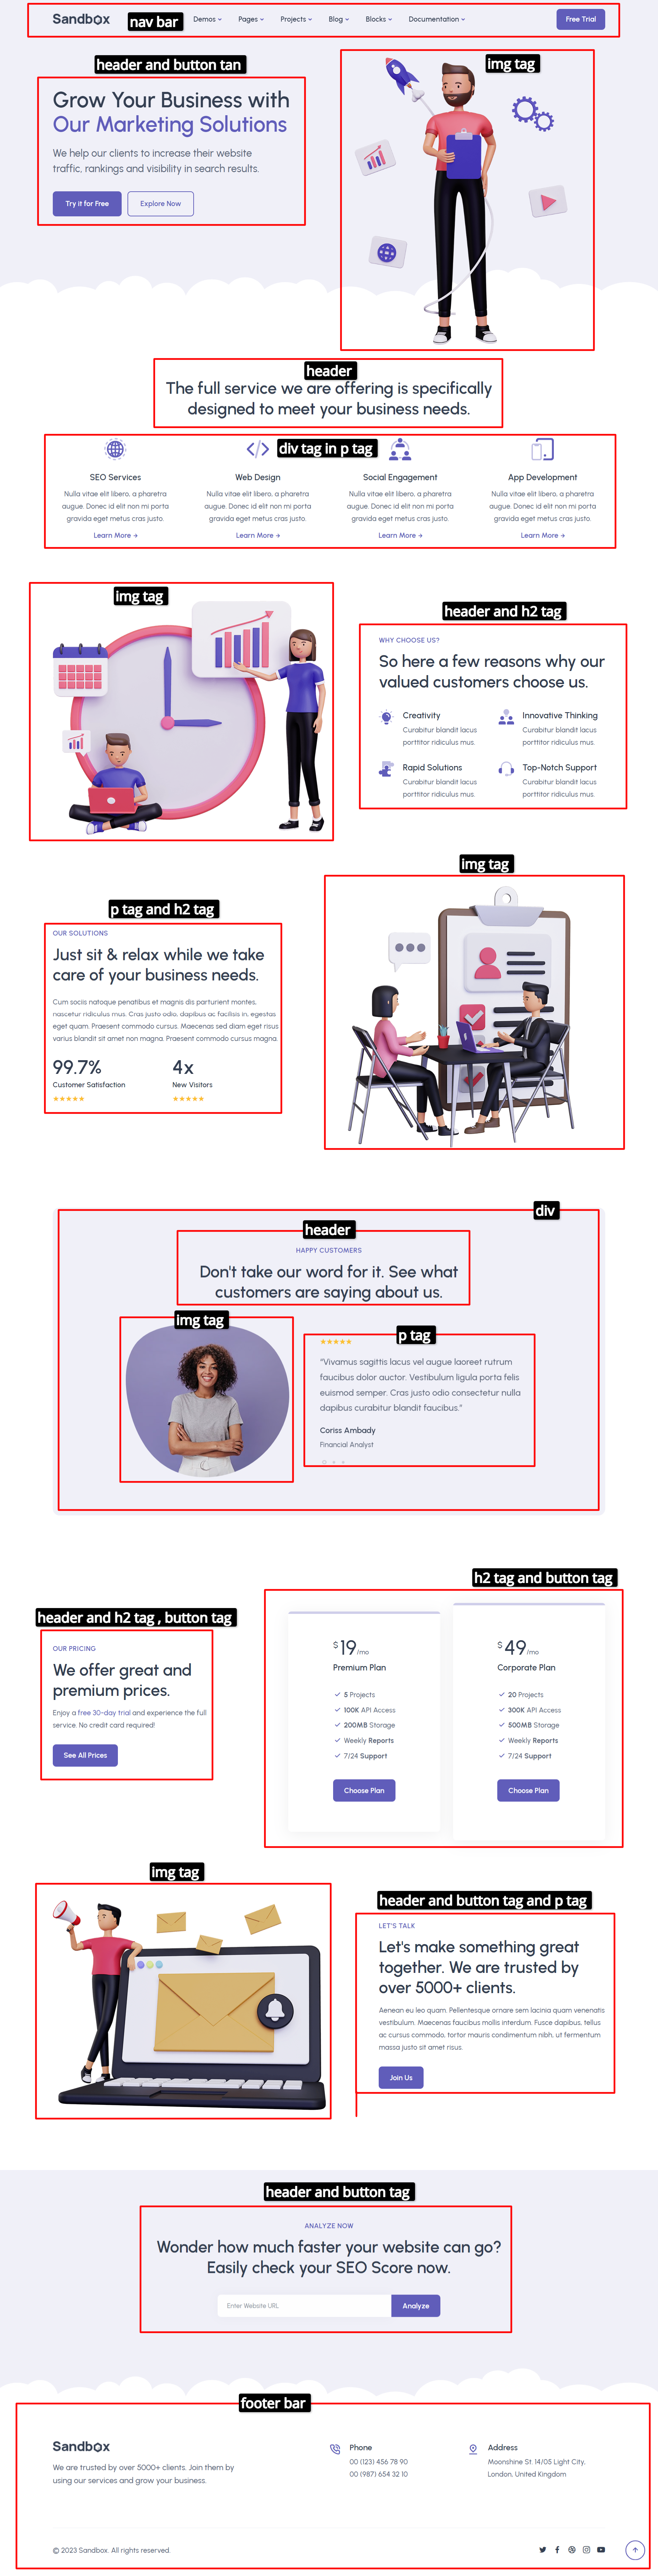 Sandbox
nav bar
Demos
Pages
Projects
Blog
Blocks
Documentation
Free Trial
header and button tan
img tag
Grow Your Business with
Our Marketing Solutions
We help our clients to increase their website
traffic, rankings and visibility in search results.
Try it for Free
Explore Now
header
The full service we are offering is specifically
designed to meet your business needs.
div tag in p tag
SEO Services
Nulla vitae elit libero, a pharetra
augue. Donec id elit non mi porta
gravida eget metus cras justo.
Learn More →
Web Design
Nulla vitae elit libero, a pharetra
augue. Donec id elit non mi porta
gravida eget metus cras justo.
Learn More →
Social Engagement
Nulla vitae elit libero, a pharetra
augue. Donec id elit non mi porta
gravida eget metus cras justo.
Learn More →
App Development
Nulla vitae elit libero, a pharetra
augue. Donec id elit non mi porta
gravida eget metus cras justo.
Learn More →
img tag
header and h2 tag
WHY CHOOSE US?
So here a few reasons why our
valued customers choose us.
Creativity
Curabitur blandit lacus
porttitor ridiculus mus.
Innovative Thinking
Curabitur blandit lacus
porttitor ridiculus mus.
Rapid Solutions
Curabitur blandit lacus
porttitor ridiculus mus.
Top-Notch Support
Curabitur blandit lacus
porttitor ridiculus mus.
img tag
p tag and h2 tag
OUR SOLUTIONS
Just sit & relax while we take
care of your business needs.
Cum sociis natoque penatibus et magnis dis parturient montes,
nascetur ridiculus mus. Cras justo odio, dapibus ac facilisis in, egestas
eget quam. Praesent commodo cursus. Maecenas sed diam eget risus
varius blandit sit amet non magna. Praesent commodo cursus magna.
99.7%
Customer Satisfaction
4x
New Visitors
div
header
HAPPY CUSTOMERS
Don't take our word for it. See what
customers are saying about us.
img tag
p tag
“Vivamus sagittis lacus vel augue laoreet rutrum
faucibus dolor auctor. Vestibulum ligula porta felis
euismod semper. Cras justo odio consectetur nulla
dapibus curabitur blandit faucibus.”
Coriss Ambady
Financial Analyst
h2 tag and button tag
header and h2 tag , button tag
OUR PRICING
We offer great and
premium prices.
Enjoy a free 30-day trial and experience the full
service. No credit card required!
See All Prices
$19/mo
Premium Plan
5 Projects
100K API Access
200MB Storage
Weekly Reports
7/24 Support
Choose Plan
$49/mo
Corporate Plan
20 Projects
300K API Access
500MB Storage
Weekly Reports
7/24 Support
Choose Plan
img tag
header and button tag and p tag
LET'S TALK
Let's make something great
together. We are trusted by
over 5000+ clients.
Aenean eu leo quam. Pellentesque ornare sem lacinia quam venenatis
vestibulum. Maecenas faucibus mollis interdum. Fusce dapibus, tellus
ac cursus commodo, tortor mauris condimentum nibh, ut fermentum
massa justo sit amet risus.
Join Us
header and button tag
ANALYZE NOW
Wonder how much faster your website can go?
Easily check your SEO Score now.
Enter Website URL
Analyze
footer bar
Sandbox
We are trusted by over 5000+ clients. Join them by
using our services and grow your business.
Phone
00 (123) 456 78 90
00 (987) 654 32 10
Address
Moonshine St. 14/05 Light City,
London, United Kingdom
© 2023 Sandbox. All rights reserved.